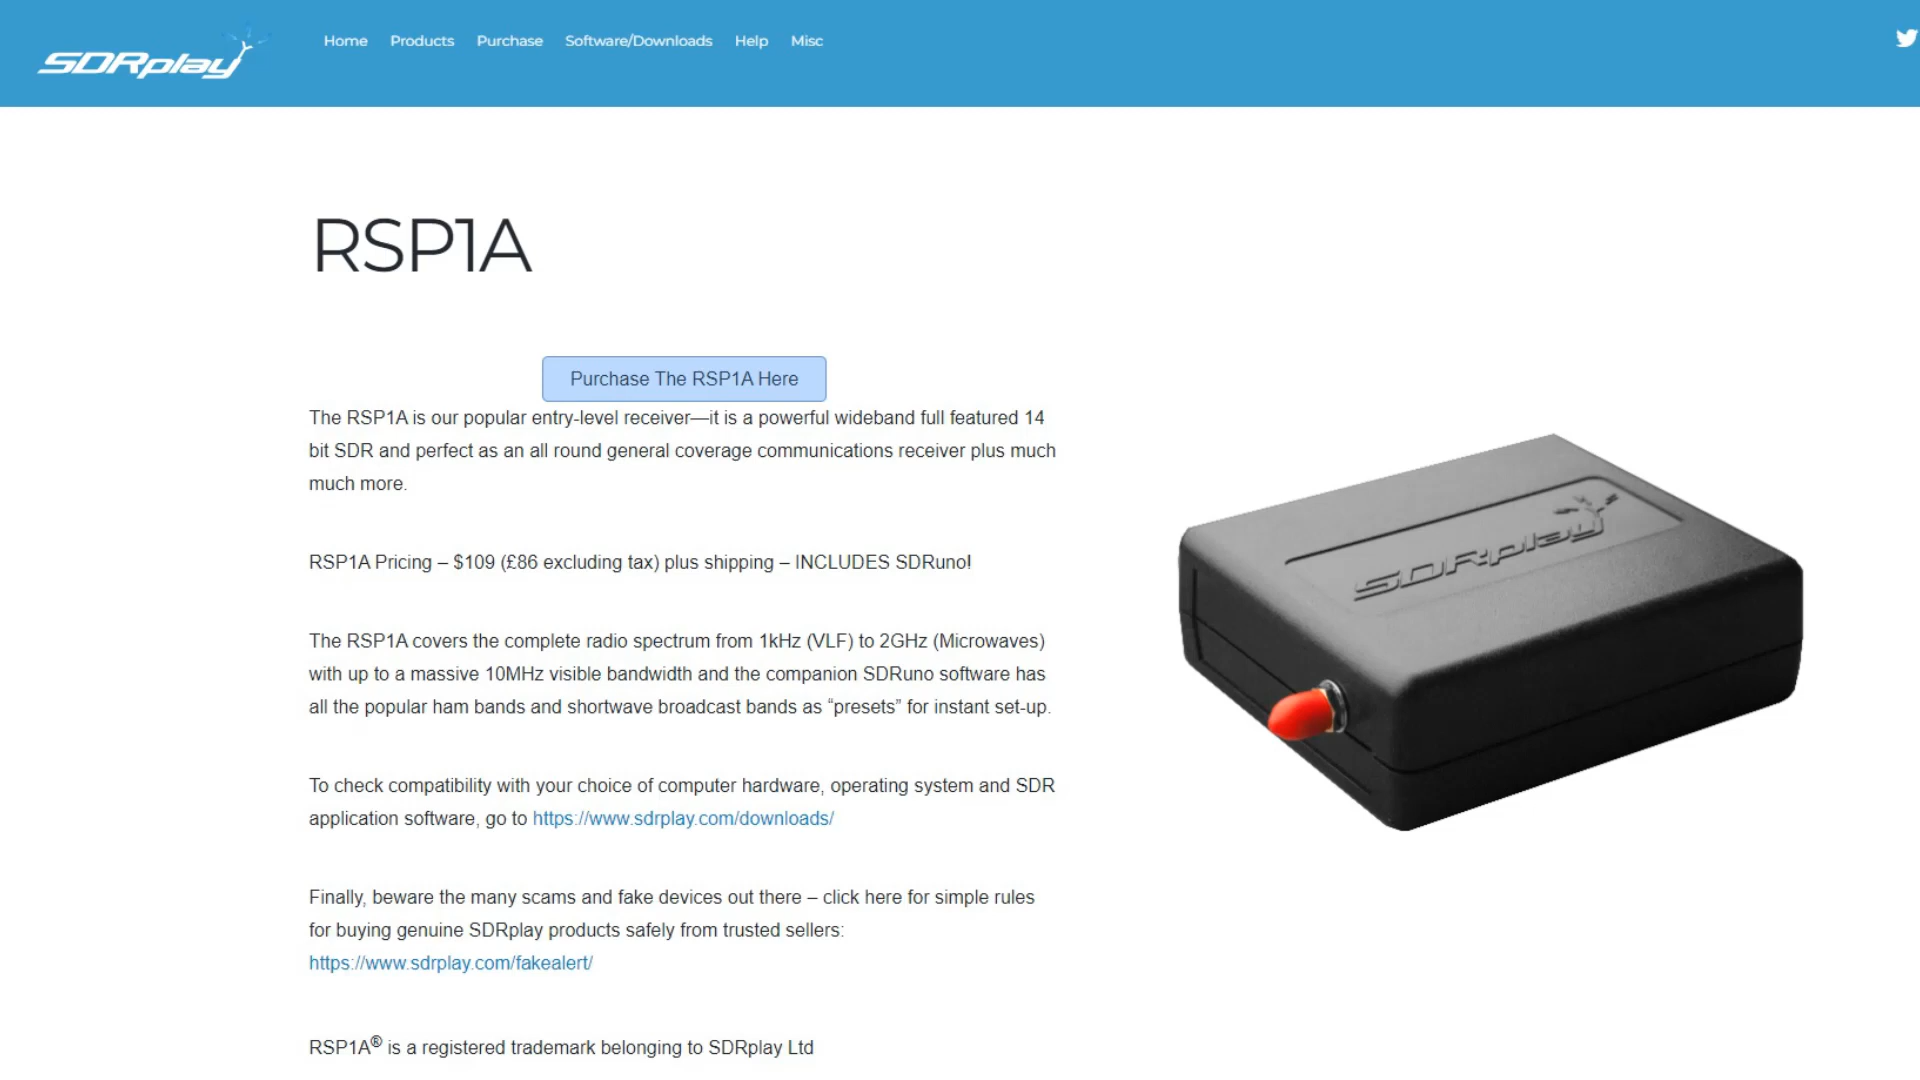 SDRplay
Home Products Purchase Software/Downloads Help Misc
RSP1A
Purchase The RSP1A Here
The RSP1A is our popular entry-level receiver—it is a powerful wideband full featured 14
bit SDR and perfect as an all round general coverage communications receiver plus much
much more.
RSP1A Pricing – $109 (£86 excluding tax) plus shipping – INCLUDES SDRuno!
The RSP1A covers the complete radio spectrum from 1kHz (VLF) to 2GHz (Microwaves)
with up to a massive 10MHz visible bandwidth and the companion SDRuno software has
all the popular ham bands and shortwave broadcast bands as “presets” for instant set-up.
To check compatibility with your choice of computer hardware, operating system and SDR
application software, go to https://www.sdrplay.com/downloads/
Finally, beware the many scams and fake devices out there – click here for simple rules
for buying genuine SDRplay products safely from trusted sellers:
https://www.sdrplay.com/fakealert/
RSP1A® is a registered trademark belonging to SDRplay Ltd
SDRplay